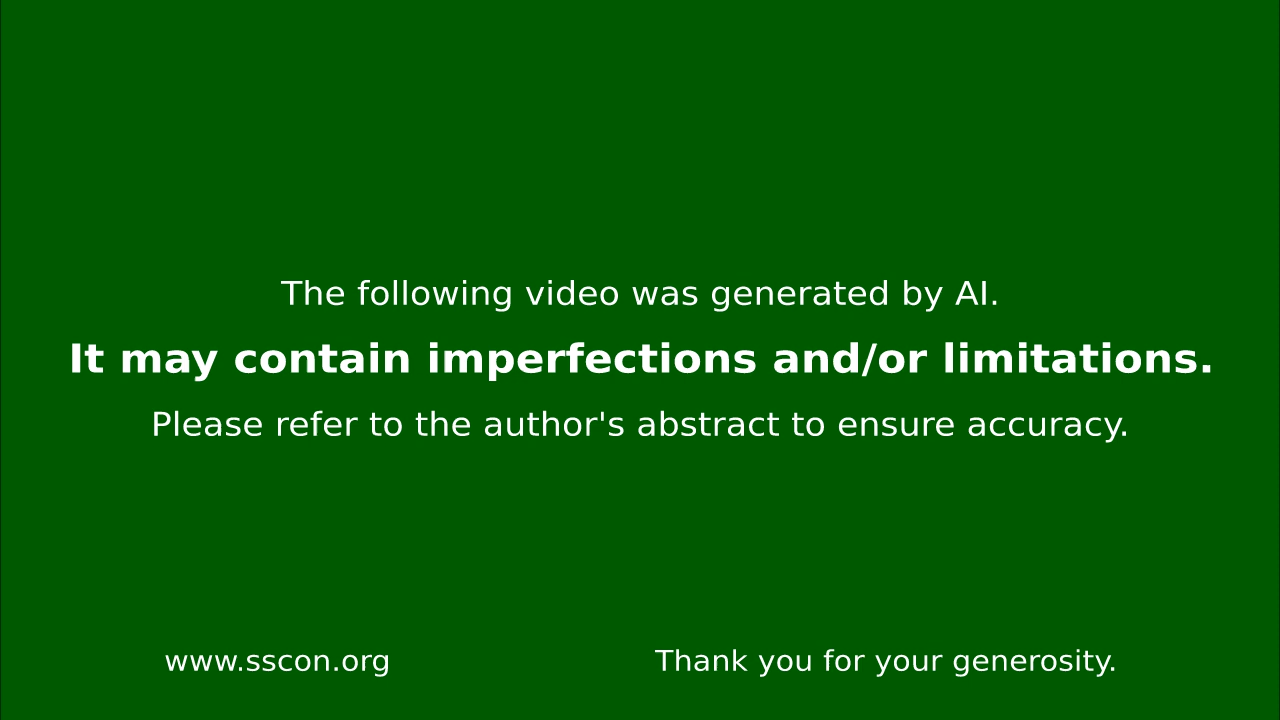 The following video was generated by AI.
It may contain imperfections and/or limitations.
Please refer to the author's abstract to ensure accuracy.
www.sscon.org
Thank you for your generosity.